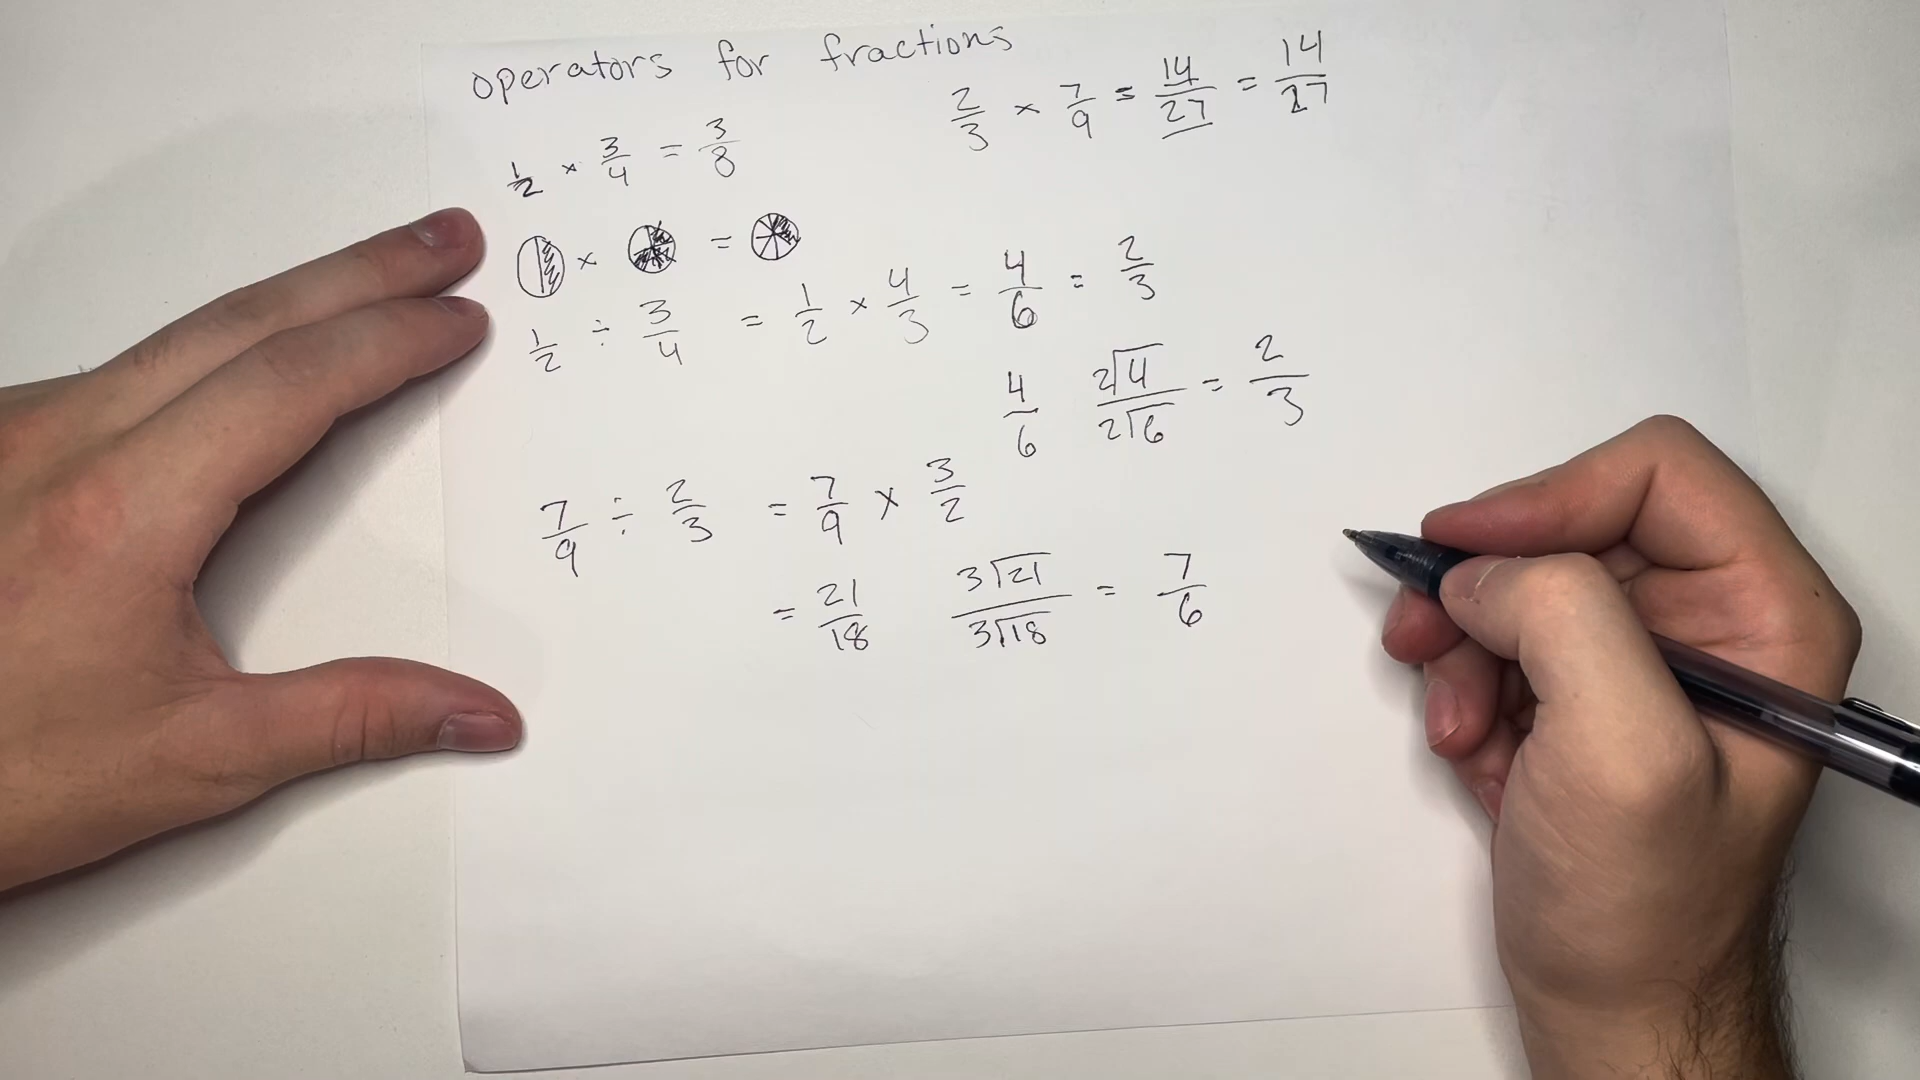 operators for fractions
2/3 × 7/9 = 14/27 = 14/27
1/2 × 3/4 = 3/8
× =
1/2 ÷ 3/4 = 1/2 × 4/3 = 4/6 = 2/3
4/6 2√4/2√6 = 2/3
7/9 ÷ 2/3 = 7/9 × 3/2
= 21/18 3√21/3√18 = 7/6